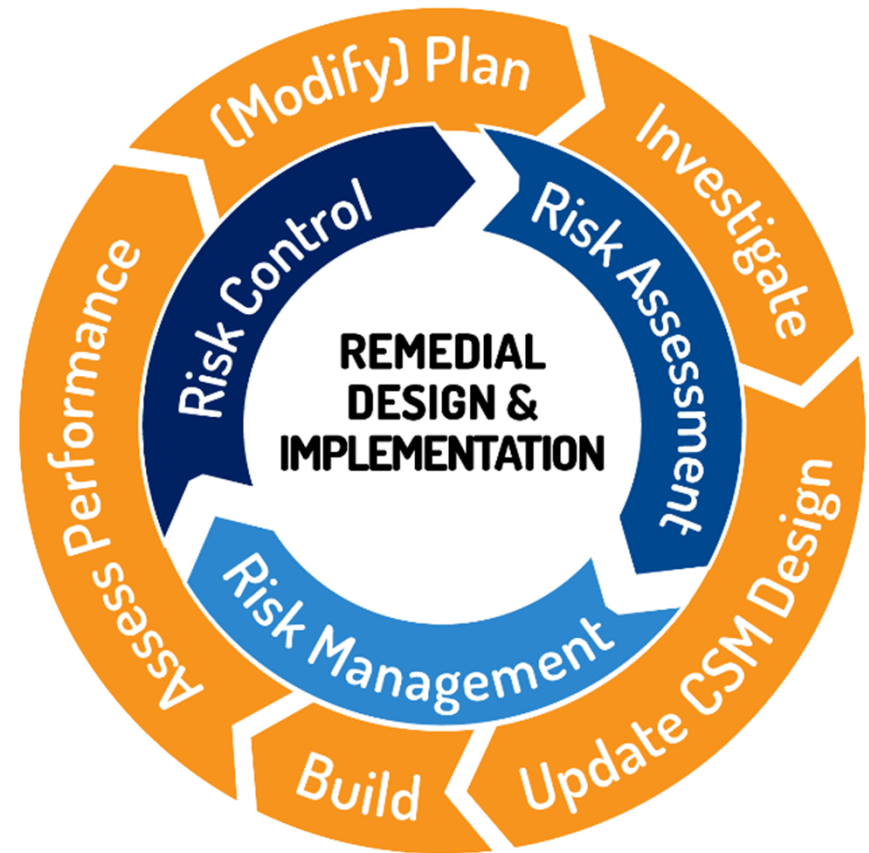 (Modify) Plan
Investigate
Update CSM Design
Build
Assess Performance
Risk Control
Risk Assessment
Risk Management
REMEDIAL
DESIGN &
IMPLEMENTATION